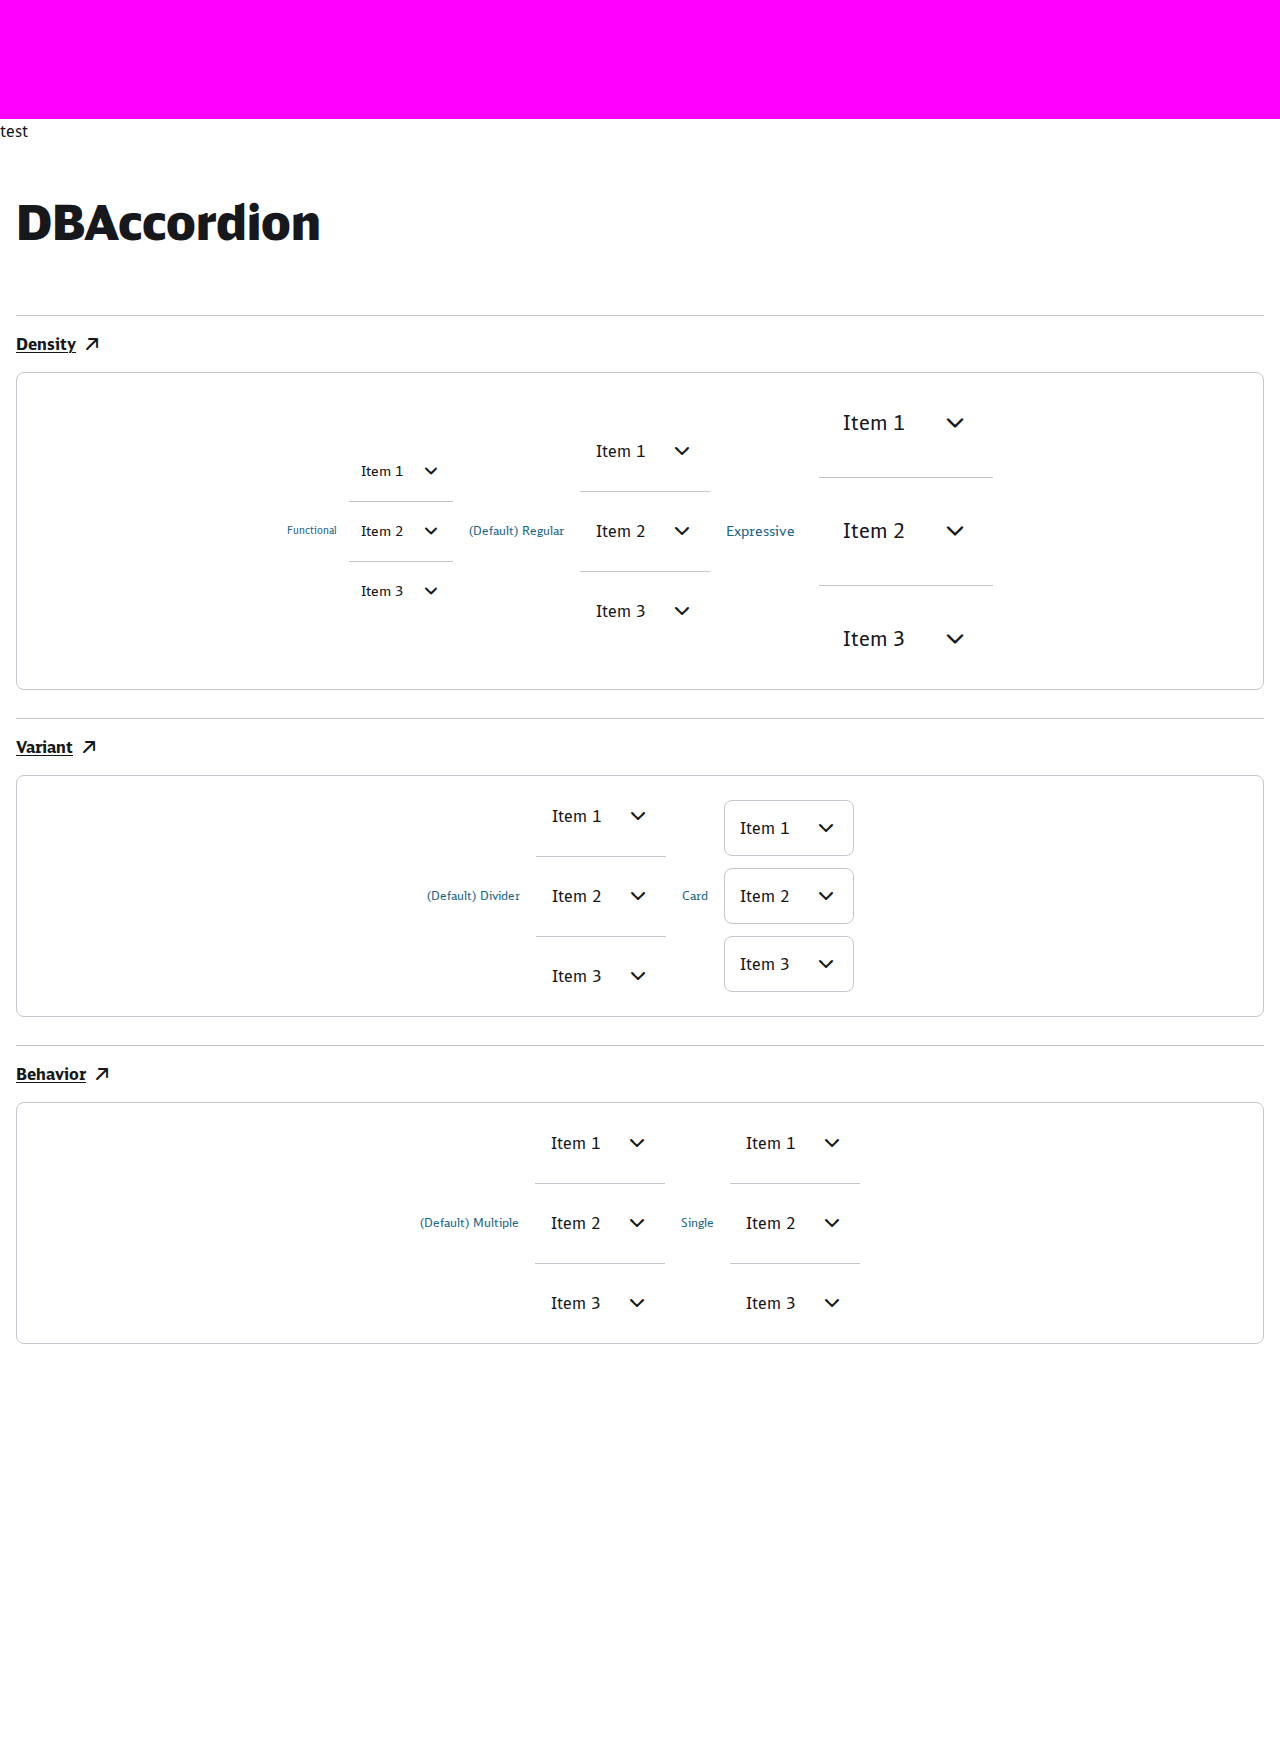 test
DBAccordion
Density
Item 1
Item 1
Item 1
Functional
Item 2
(Default) Regular
Item 2
Expressive
Item 2
Item 3
Item 3
Item 3
Variant
Item 1
Item 1
(Default) Divider
Item 2
Card
Item 2
Item 3
Item 3
Behavior
Item 1
Item 1
(Default) Multiple
Item 2
Single
Item 2
Item 3
Item 3